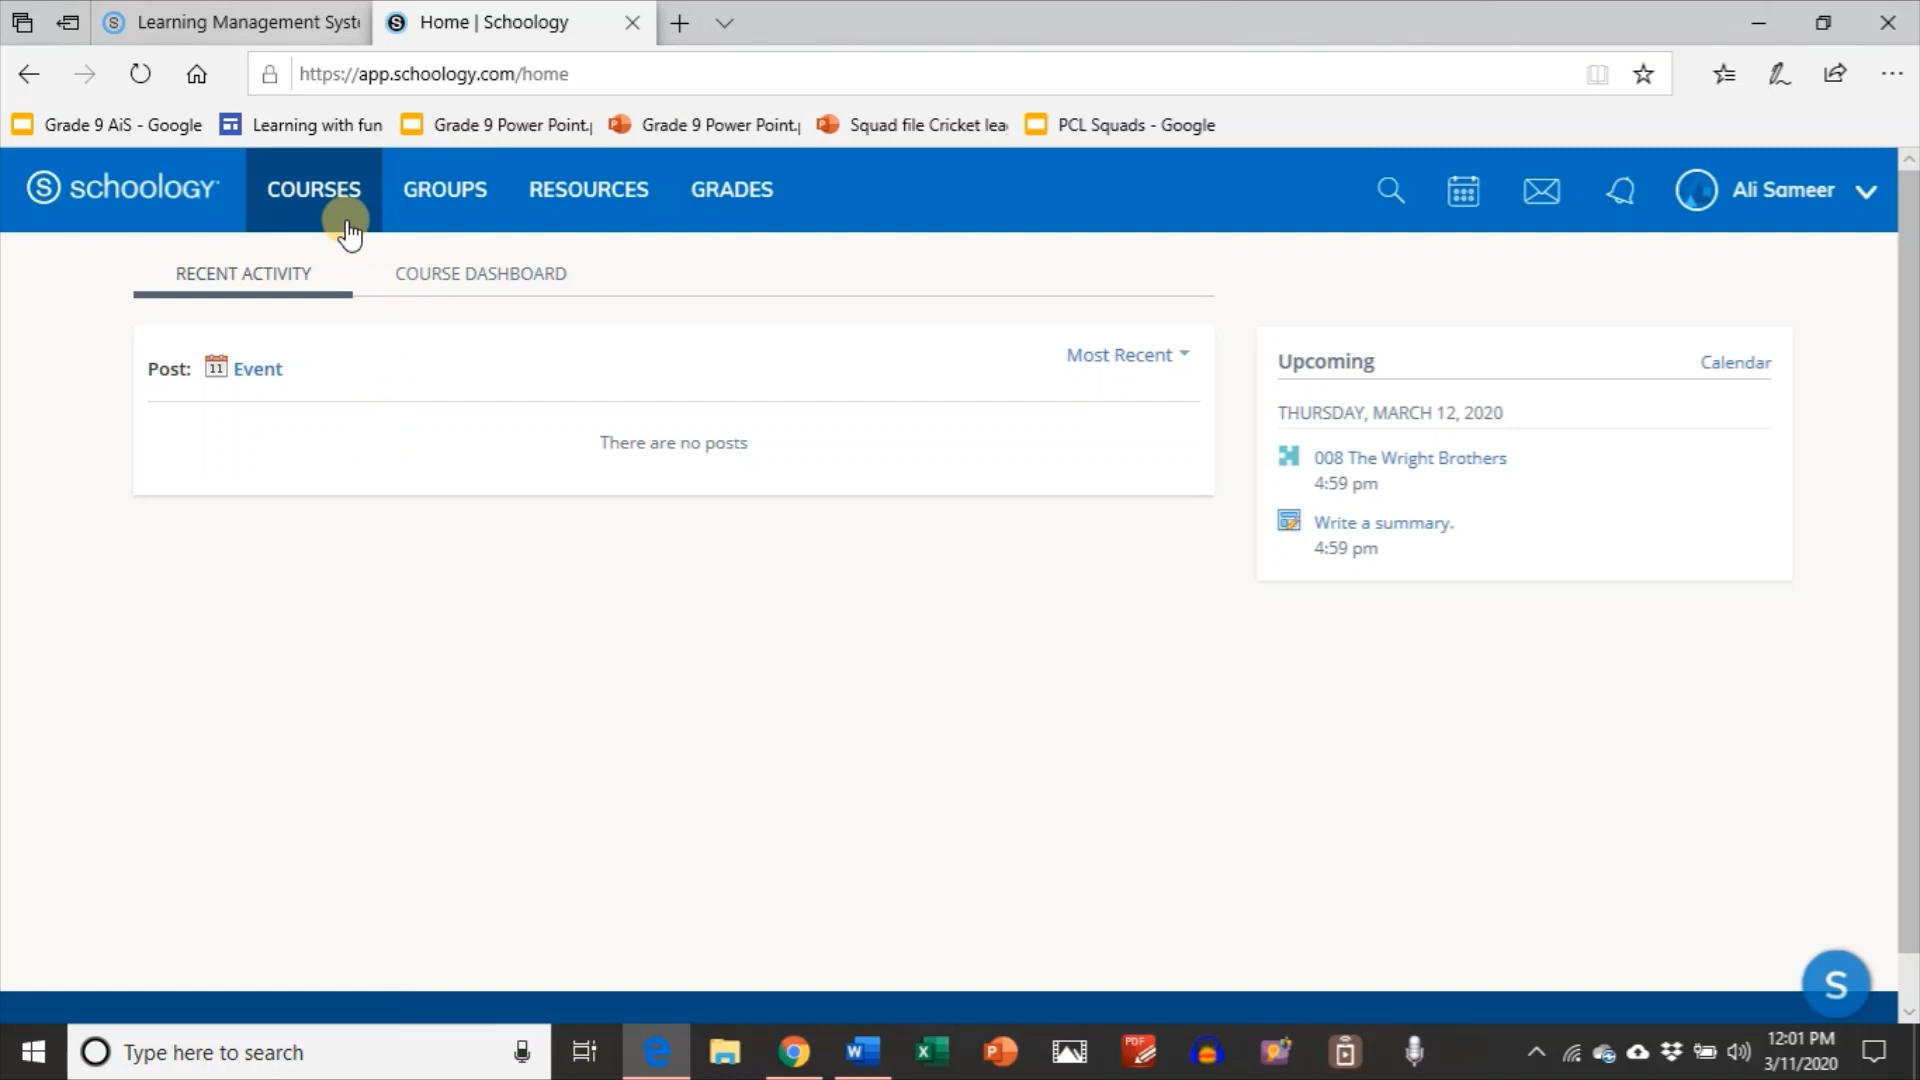 Learning Management Syst
Home | Schoology
https://app.schoology.com/home
Grade 9 AiS - Google
Learning with fun
Grade 9 Power Point.
Grade 9 Power Point.
Squad file Cricket lea
PCL Squads - Google
S schoology
COURSES
GROUPS
RESOURCES
GRADES
Ali Sameer
RECENT ACTIVITY
COURSE DASHBOARD
Post:
11
Event
Most Recent
There are no posts
Upcoming
Calendar
THURSDAY, MARCH 12, 2020
008 The Wright Brothers
4:59 pm
Write a summary.
4:59 pm
S
Type here to search
PDF
12:01 PM
3/11/2020